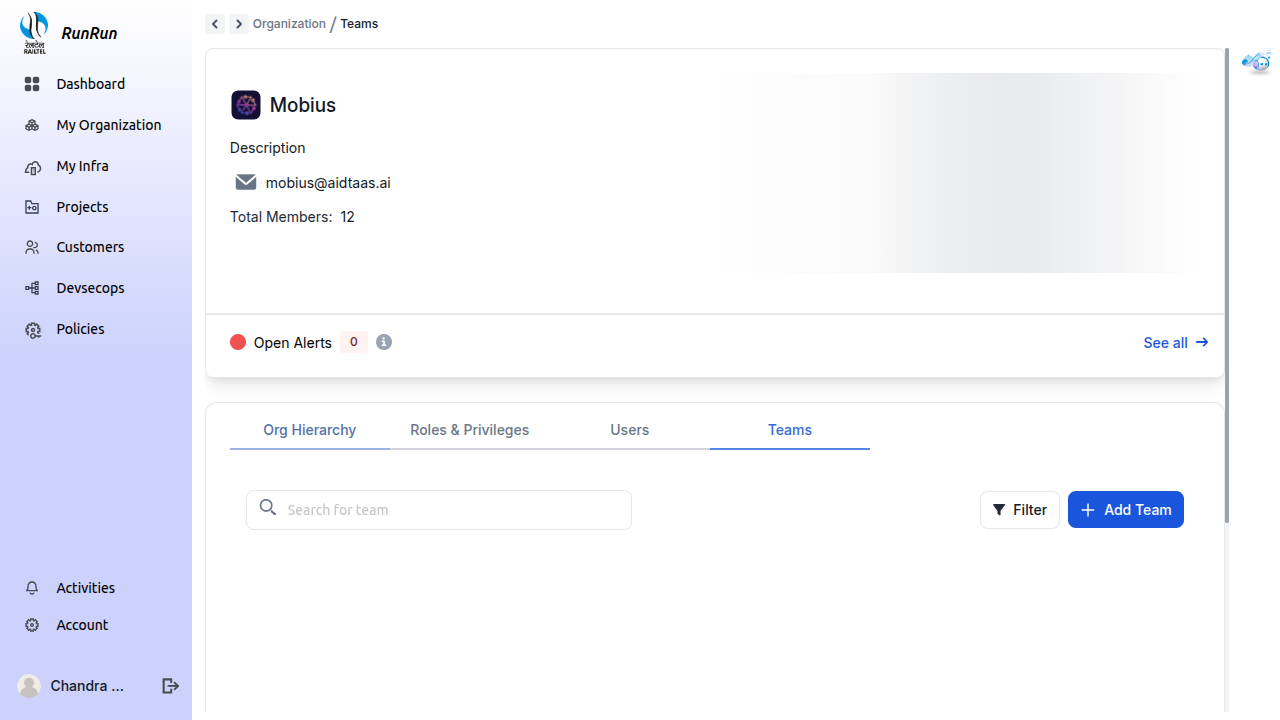 रेलटेल
RAILTEL
RunRun
Dashboard
My Organization
My Infra
Projects
Customers
Devsecops
Policies
Activities
Account
Chandra ...
Organization / Teams
Mobius
Description
mobius@aidtaas.ai
Total Members: 12
Open Alerts 0
See all
Org Hierarchy
Roles & Privileges
Users
Teams
Search for team
Filter
Add Team